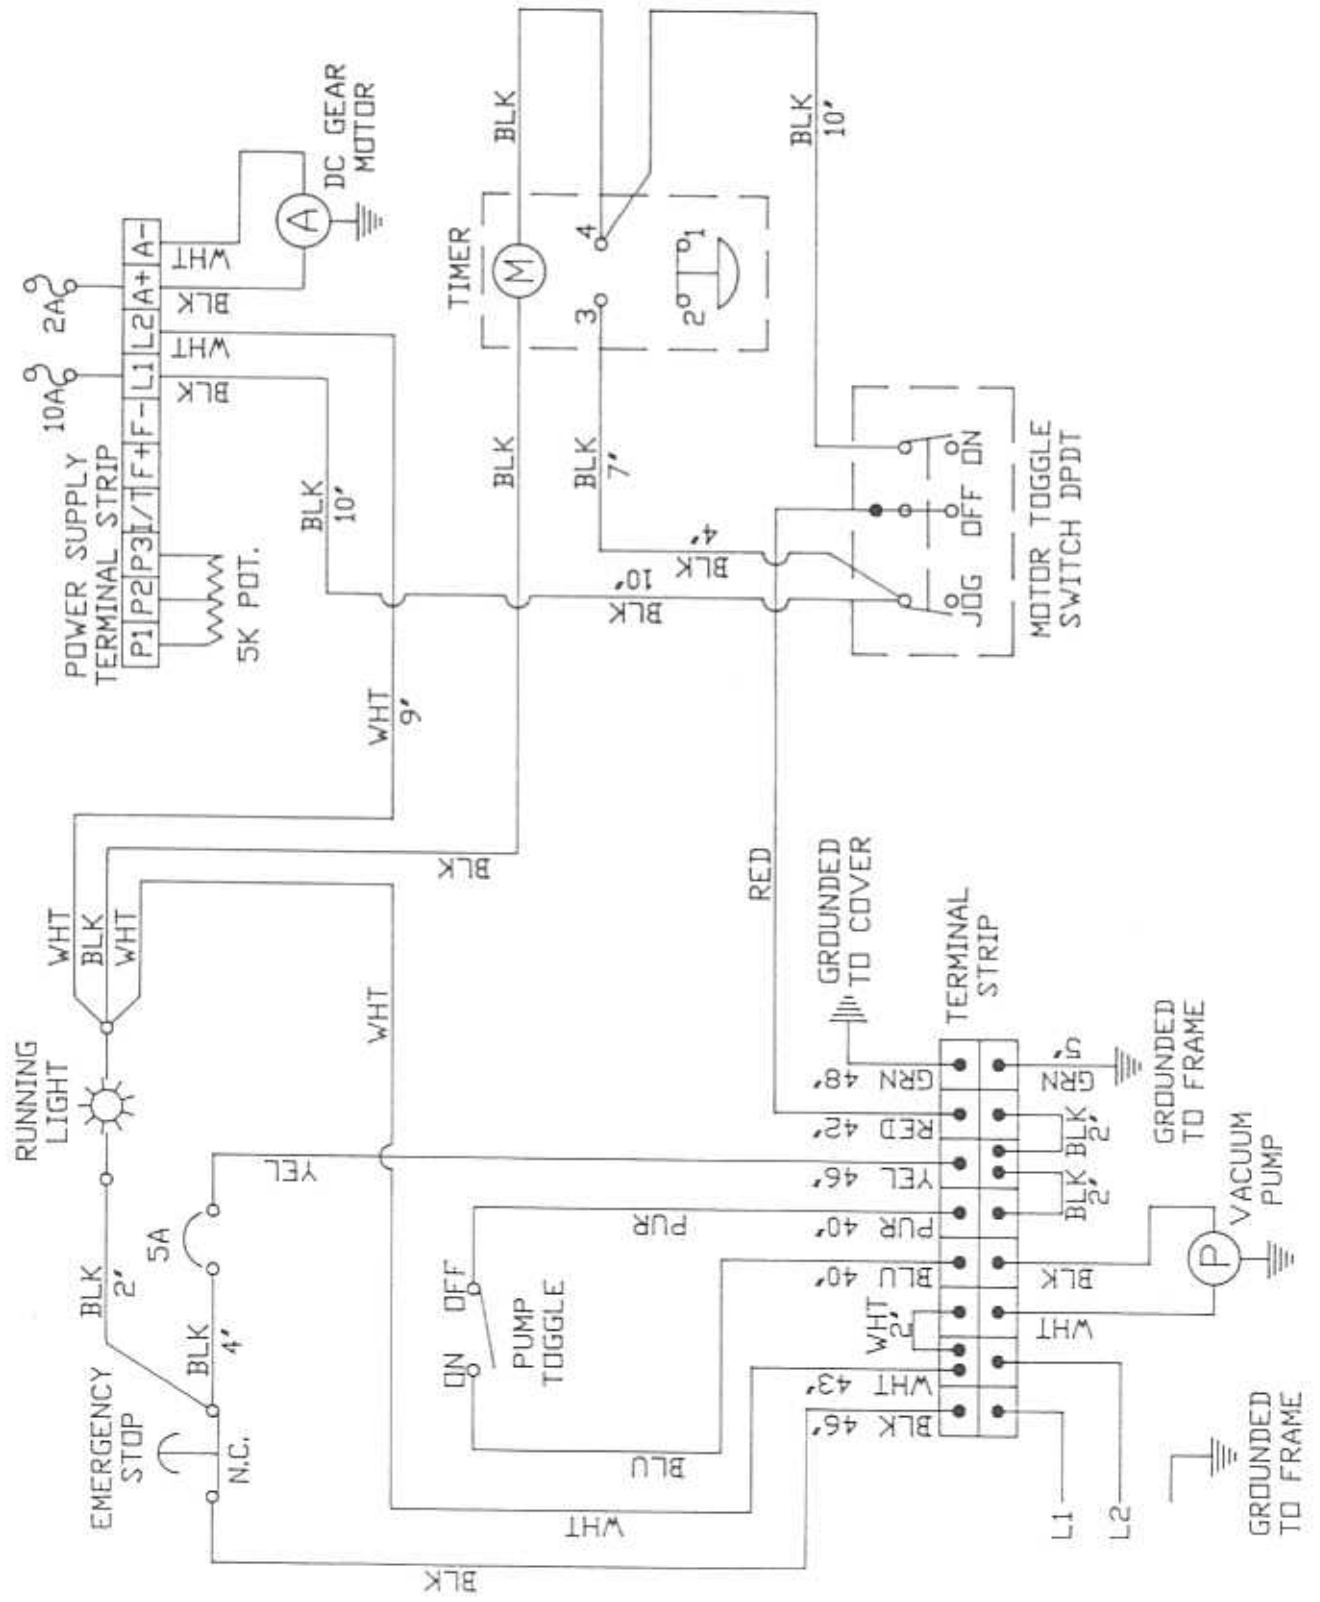 RUNNING
LIGHT
WHT
BLK
WHT
BLK
2'
EMERGENCY
STOP
N.C.
BLK
4'
5A
YEL
BLK
WHT
WHT
WHT
9'
BLK
POWER SUPPLY
TERMINAL STRIP
10A
2A
P1
P2
P3
I/T
F+
F-
L1
L2
A+
A-
5K POT.
BLK
WHT
BLK
WHT
A
DC GEAR
MOTOR
BLK
10'
TIMER
BLK
M
BLK
3
4
2
1
BLK
7'
BLK
10'
BLK
4'
BLK
10'
JOG
OFF
ON
MOTOR TOGGLE
SWITCH DPDT
RED
ON
OFF
PUMP
TOGGLE
BLU
PUR
GROUNDED
TO COVER
BLK 46'
WHT 43'
WHT
2'
BLU 40'
PUR 40'
YEL 46'
RED 42'
GRN 48'
TERMINAL
STRIP
WHT
BLK
BLK
2'
BLK
2'
GRN
5'
GROUNDED
TO FRAME
P
VACUUM
PUMP
L1
L2
GROUNDED
TO FRAME